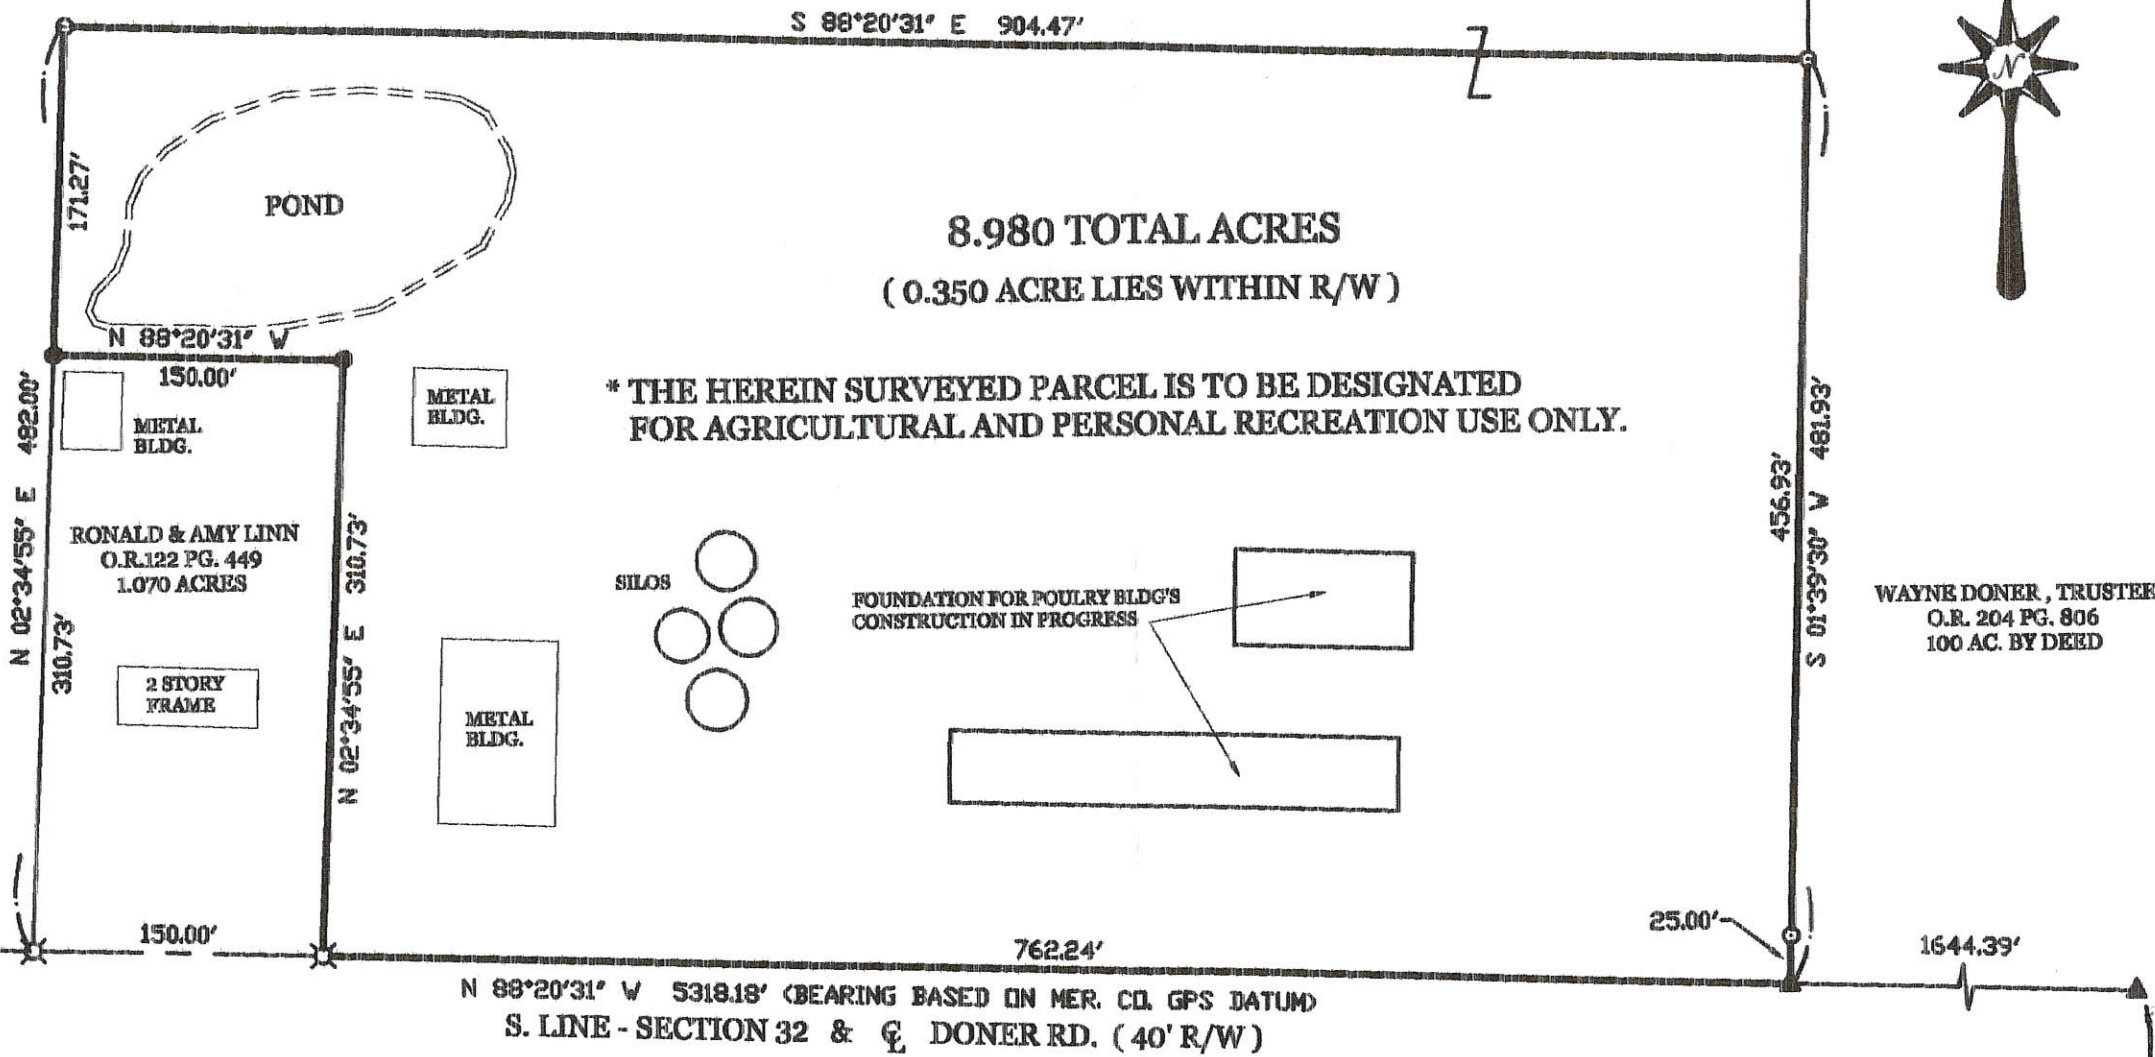 S 88°20'31" E 904.47'
N
171.27'
POND
8.980 TOTAL ACRES
( 0.350 ACRE LIES WITHIN R/W )
N 88°20'31" W
150.00'
METAL
BLDG.
METAL
BLDG.
* THE HEREIN SURVEYED PARCEL IS TO BE DESIGNATED
FOR AGRICULTURAL AND PERSONAL RECREATION USE ONLY.
N 02°34'55" E 482.00'
310.73'
RONALD & AMY LINN
O.R.122 PG. 449
1.070 ACRES
2 STORY
FRAME
N 02°34'55" E 310.73'
METAL
BLDG.
SILOS
FOUNDATION FOR POULRY BLDG'S
CONSTRUCTION IN PROGRESS
456.93'
S 01°39'30" W 481.93'
WAYNE DONER , TRUSTEE
O.R. 204 PG. 806
100 AC. BY DEED
150.00'
762.24'
25.00'
1644.39'
N 88°20'31" W 5318.18' (BEARING BASED ON MER. CO. GPS DATUM)
S. LINE - SECTION 32 & ℄ DONER RD. ( 40' R/W )